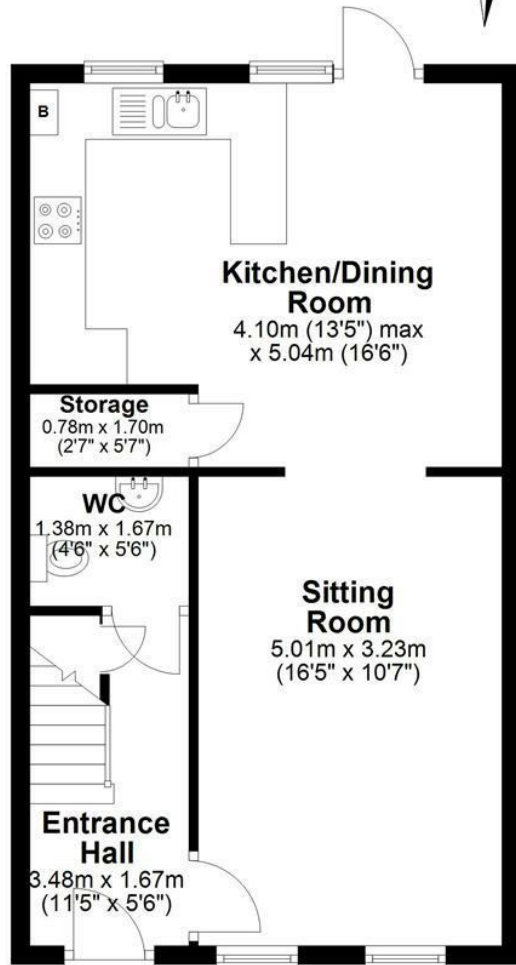 B
Kitchen/Dining
Room
4.10m (13'5") max
x 5.04m (16'6")
Storage
0.78m x 1.70m
(2'7" x 5'7")
WC
1.38m x 1.67m
(4'6" x 5'6")
Sitting
Room
5.01m x 3.23m
(16'5" x 10'7")
Entrance
Hall
3.48m x 1.67m
(11'5" x 5'6")